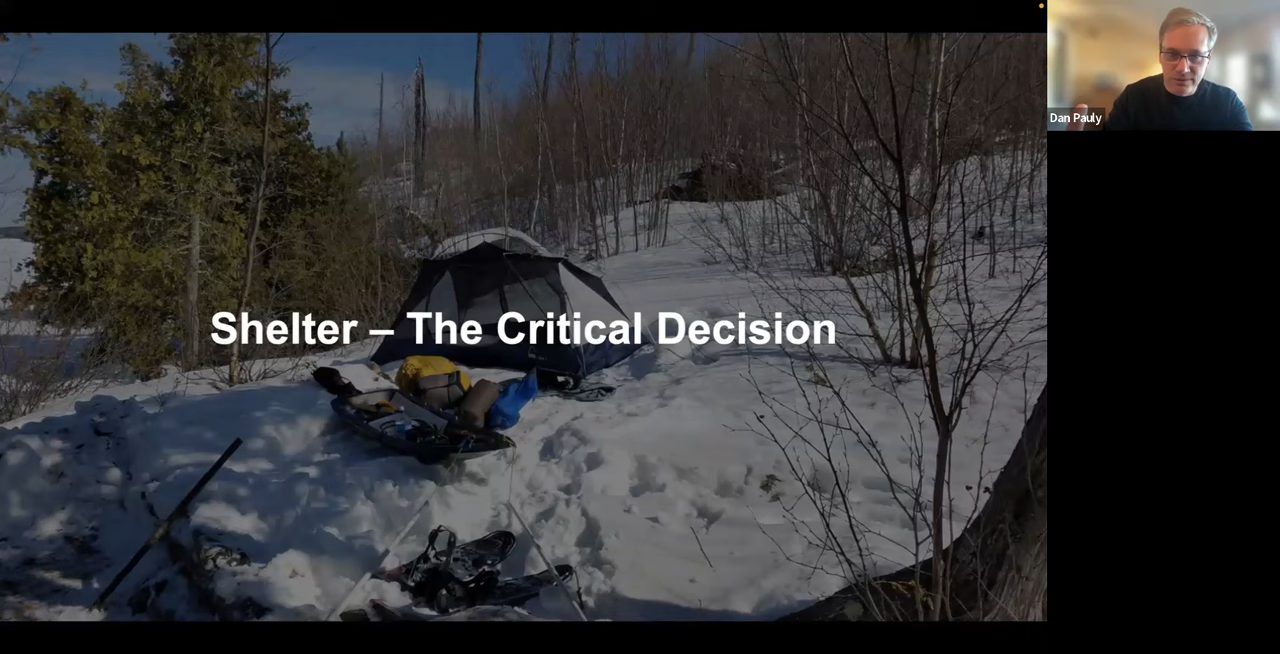 Shelter – The Critical Decision
Dan Pauly